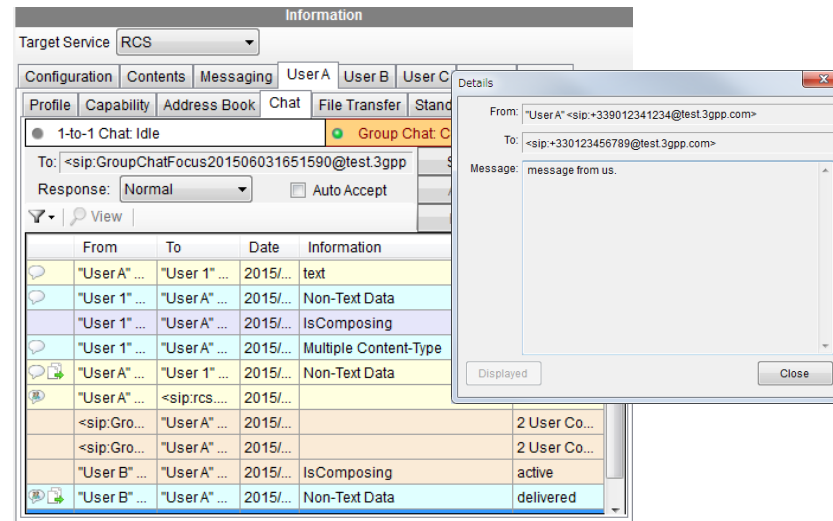 Information
Target Service RCS
Configuration Contents Messaging User A User B User C
Profile Capability Address Book Chat File Transfer Stand
1-to-1 Chat: Idle Group Chat: C
To: <sip:GroupChatFocus201506031651590@test.3gpp
Response: Normal Auto Accept
View
From To Date Information
"User A" ... "User 1" ... 2015/... text
"User 1" ... "User A" ... 2015/... Non-Text Data
"User 1" ... "User A" ... 2015/... IsComposing
"User 1" ... "User A" ... 2015/... Multiple Content-Type
"User A" ... "User 1" ... 2015/... Non-Text Data
"User A" ... <sip:rcs.... 2015/...
<sip:Gro... "User A" ... 2015/... 2 User Co...
<sip:Gro... "User A" ... 2015/... 2 User Co...
"User B" ... "User A" ... 2015/... IsComposing active
"User B" ... "User A" ... 2015/... Non-Text Data delivered
Details
From: "User A" <sip:+339012341234@test.3gpp.com>
To: <sip:+330123456789@test.3gpp.com>
Message: message from us.
Displayed Close